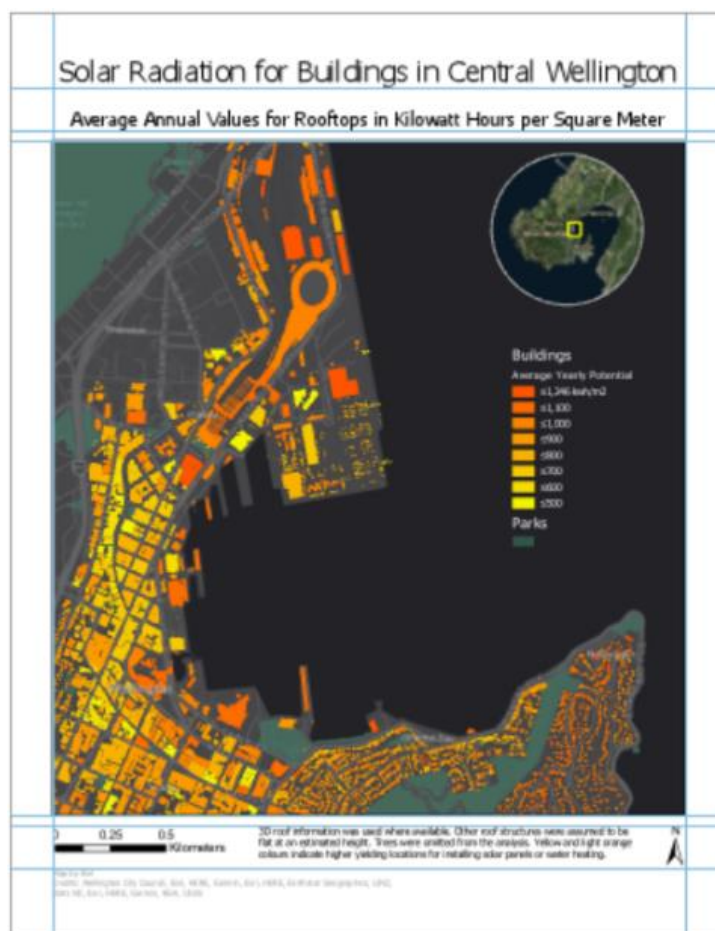 Solar Radiation for Buildings in Central Wellington
Average Annual Values for Rooftops in Kilowatt Hours per Square Meter
Buildings
Average Yearly Potential
≤1,246 kwh/m2
≤1,100
≤1,000
≤900
≤800
≤700
≤600
≤500
Parks
0 0.25 0.5
Kilometers
3D roof information was used where available. Other roof structures were assumed to be
flat at an estimated height. Trees were omitted from the analysis. Yellow and light orange
colours indicate higher yielding locations for installing solar panels or water heating.
N